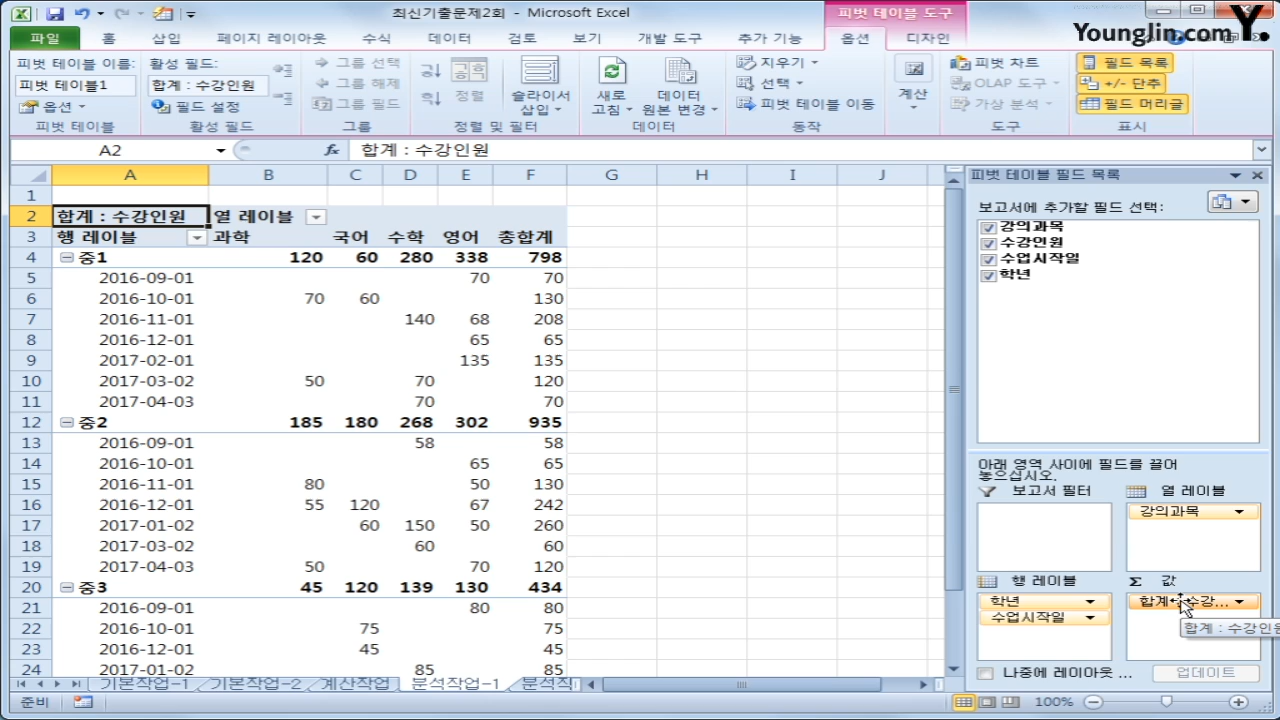 최신기출문제2회 - Microsoft Excel
피벗 테이블 도구
Younglin.com Y.
파일 홈 삽입 페이지 레이아웃 수식 데이터 검토 보기 개발 도구 추가 기능 옵션 디자인
피벗 테이블 이름:
피벗 테이블1
옵션
피벗 테이블
활성 필드:
합계 : 수강인원
필드 설정
활성 필드
그룹 선택
그룹 해제
그룹 필드
그룹
정렬
슬라이서 삽입
정렬 및 필터
새로 고침
데이터 원본 변경
데이터
지우기
선택
피벗 테이블 이동
동작
계산
피벗 차트
OLAP 도구
가상 분석
도구
필드 목록
+/- 단추
필드 머리글
표시
A2 fx 합계 : 수강인원
A B C D E F G H I J
1
2 합계 : 수강인원 열 레이블
3 행 레이블 과학 국어 수학 영어 총합계
4 중1 120 60 280 338 798
5 2016-09-01 70 70
6 2016-10-01 70 60 130
7 2016-11-01 140 68 208
8 2016-12-01 65 65
9 2017-02-01 135 135
10 2017-03-02 50 70 120
11 2017-04-03 70 70
12 중2 185 180 268 302 935
13 2016-09-01 58 58
14 2016-10-01 65 65
15 2016-11-01 80 50 130
16 2016-12-01 55 120 67 242
17 2017-01-02 60 150 50 260
18 2017-03-02 60 60
19 2017-04-03 50 70 120
20 중3 45 120 139 130 434
21 2016-09-01 80 80
22 2016-10-01 75 75
23 2016-12-01 45 45
24 2017-01-02 85 85
피벗 테이블 필드 목록
보고서에 추가할 필드 선택:
강의과목
수강인원
수업시작일
학년
아래 영역 사이에 필드를 끌어
놓으십시오.
보고서 필터 열 레이블
강의과목
행 레이블 Σ 값
학년 합계 : 수강...
수업시작일
합계 : 수강인원
나중에 레이아웃 ... 업데이트
기본작업-1 기본작업-2 계산작업 분석작업-1 분석작
준비 100%